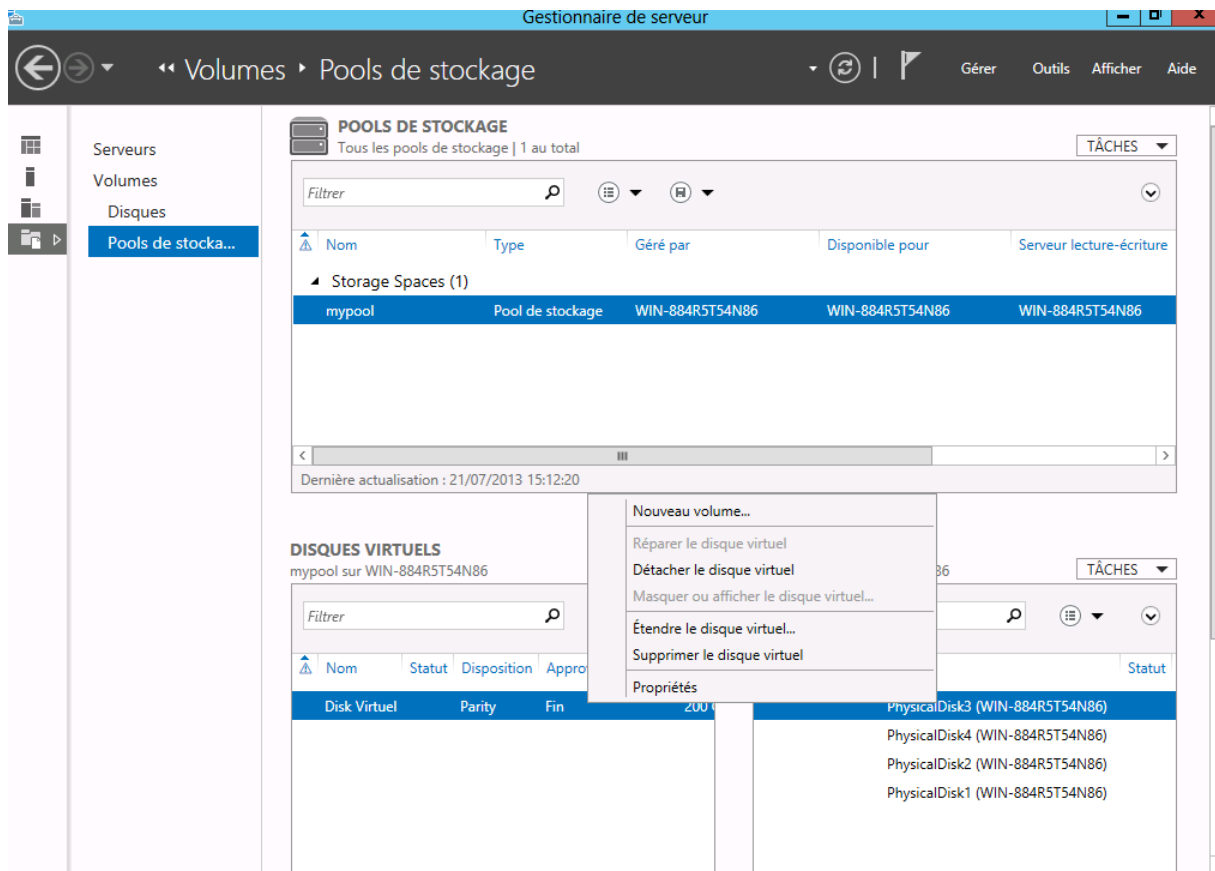 Gestionnaire de serveur
Volumes ‣ Pools de stockage
Gérer Outils Afficher Aide
Serveurs
Volumes
Disques
Pools de stocka...
POOLS DE STOCKAGE
Tous les pools de stockage | 1 au total
TÂCHES
Filtrer
Nom Type Géré par Disponible pour Serveur lecture-écriture
Storage Spaces (1)
mypool Pool de stockage WIN-884R5T54N86 WIN-884R5T54N86 WIN-884R5T54N86
Dernière actualisation : 21/07/2013 15:12:20
Nouveau volume...
Réparer le disque virtuel
Détacher le disque virtuel
Masquer ou afficher le disque virtuel...
Étendre le disque virtuel...
Supprimer le disque virtuel
Propriétés
DISQUES VIRTUELS
mypool sur WIN-884R5T54N86
Filtrer
Nom Statut Disposition Appro
Disk Virtuel Parity Fin 200
86
TÂCHES
Statut
PhysicalDisk3 (WIN-884R5T54N86)
PhysicalDisk4 (WIN-884R5T54N86)
PhysicalDisk2 (WIN-884R5T54N86)
PhysicalDisk1 (WIN-884R5T54N86)